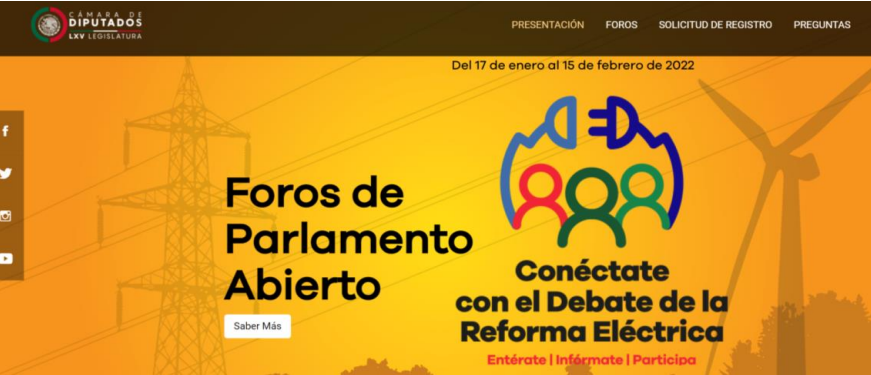 CÁMARA DE
DIPUTADOS
LXV LEGISLATURA
PRESENTACIÓN
FOROS
SOLICITUD DE REGISTRO
PREGUNTAS
Del 17 de enero al 15 de febrero de 2022
Foros de
Parlamento
Abierto
Saber Más
Conéctate
con el Debate de la
Reforma Eléctrica
Entérate | Infórmate | Participa